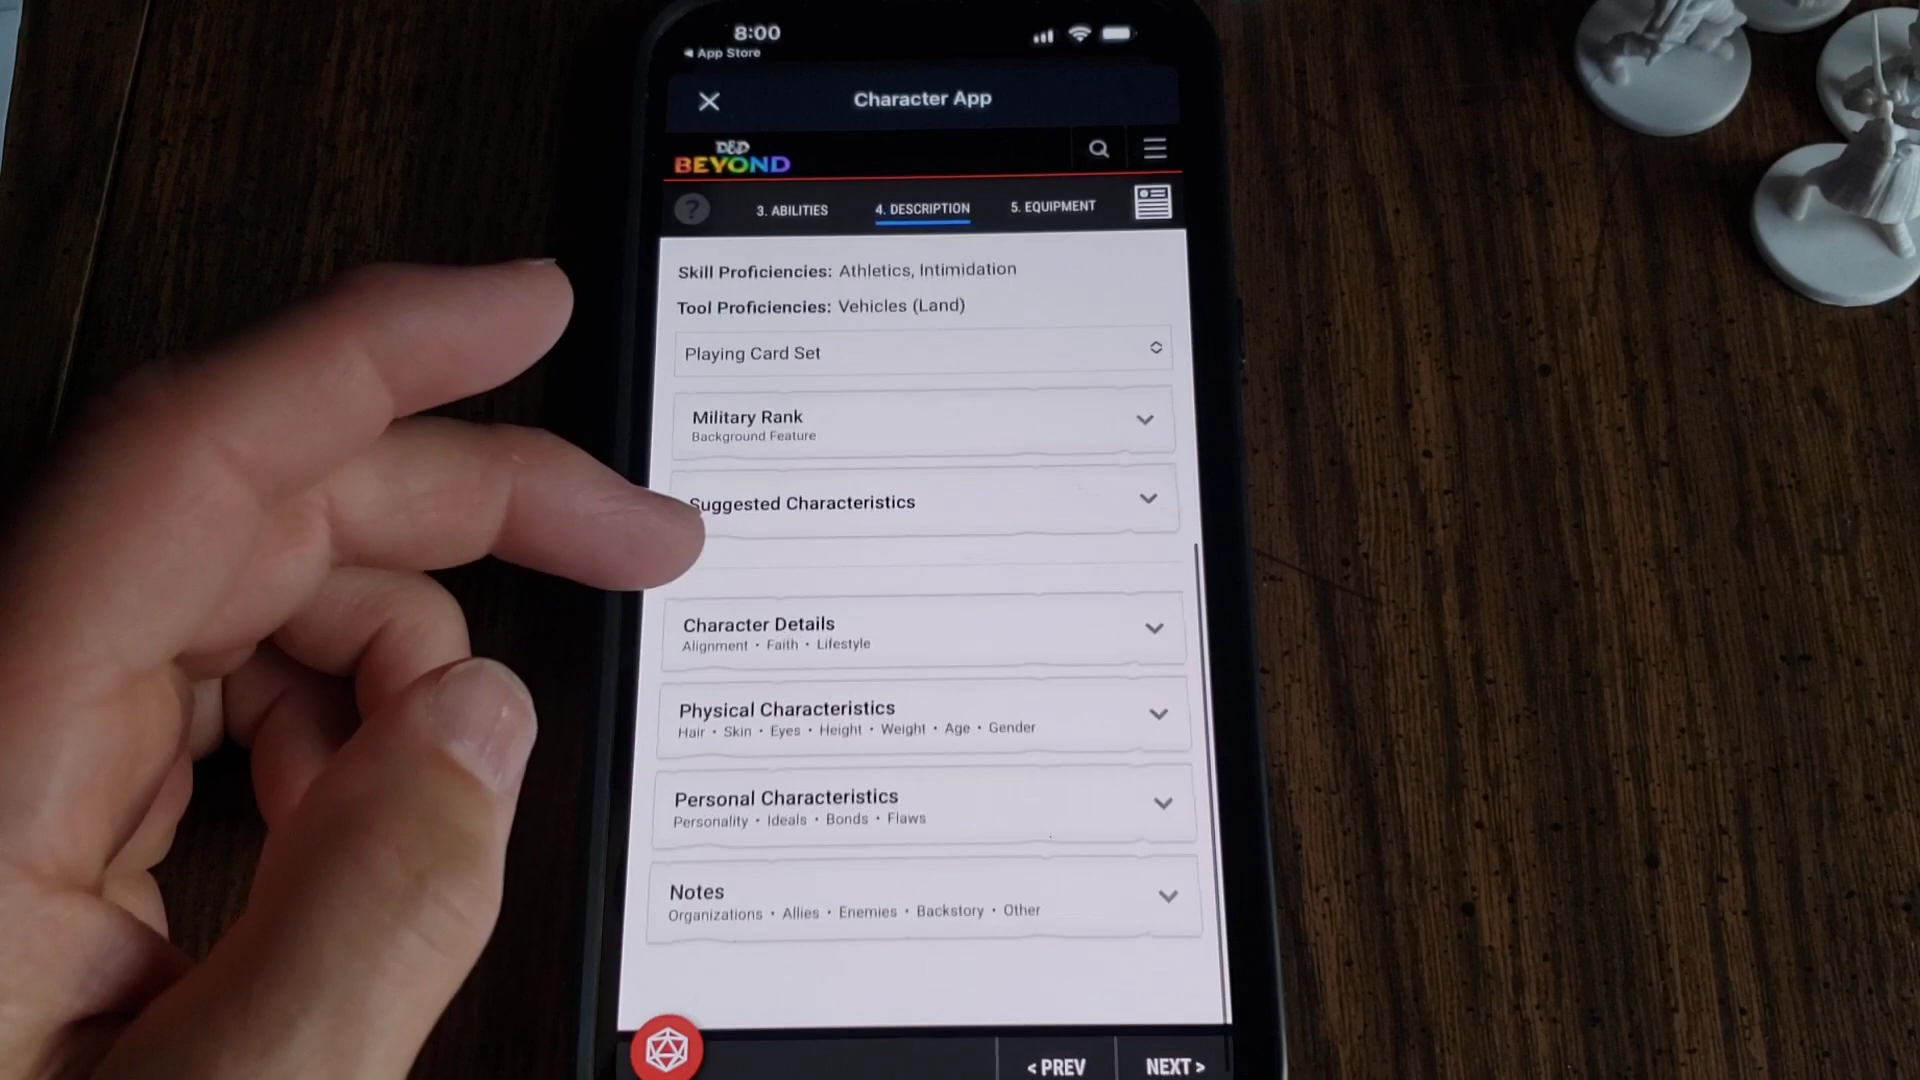 8:00
App Store
Character App
D&D
BEYOND
?
3. ABILITIES
4. DESCRIPTION
5. EQUIPMENT
Skill Proficiencies: Athletics, Intimidation
Tool Proficiencies: Vehicles (Land)
Playing Card Set
Military Rank
Background Feature
Suggested Characteristics
Character Details
Alignment • Faith • Lifestyle
Physical Characteristics
Hair • Skin • Eyes • Height • Weight • Age • Gender
Personal Characteristics
Personality • Ideals • Bonds • Flaws
Notes
Organizations • Allies • Enemies • Backstory • Other
< PREV
NEXT >